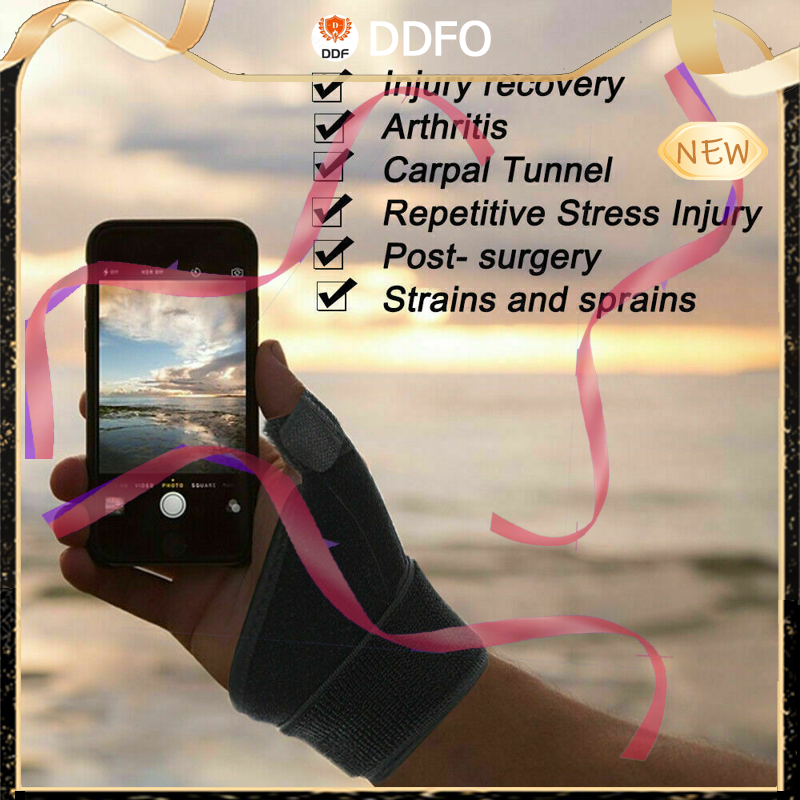 DDF
DDFO
Injury recovery
Arthritis
Carpal Tunnel
Repetitive Stress Injury
Post- surgery
Strains and sprains
NEW
VIDEO PHOTO SQUARE